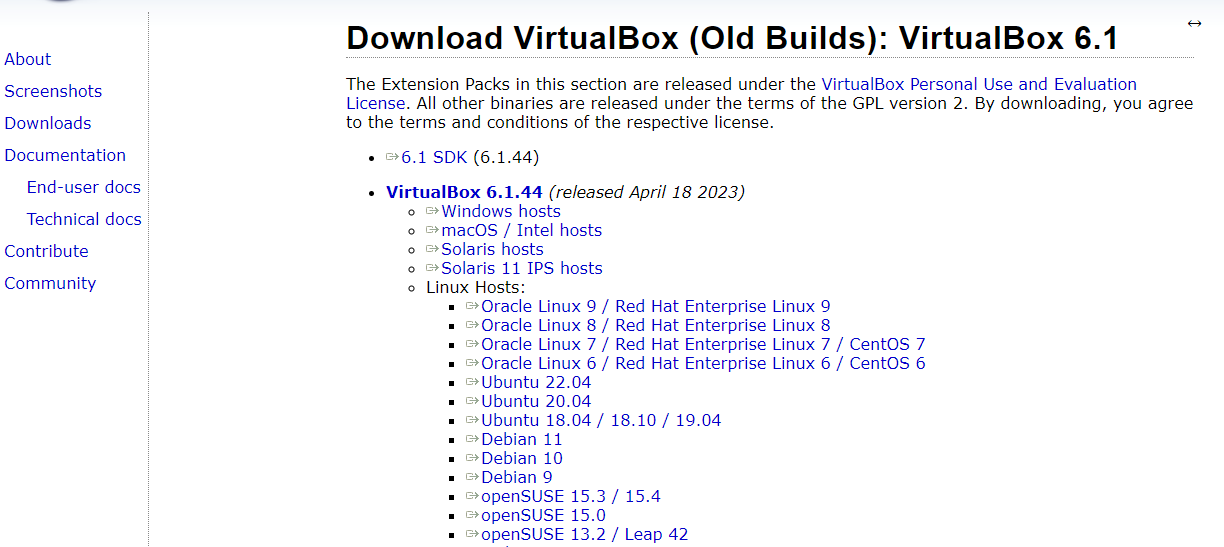 About
Screenshots
Downloads
Documentation
End-user docs
Technical docs
Contribute
Community
Download VirtualBox (Old Builds): VirtualBox 6.1
The Extension Packs in this section are released under the VirtualBox Personal Use and Evaluation
License. All other binaries are released under the terms of the GPL version 2. By downloading, you agree
to the terms and conditions of the respective license.
6.1 SDK (6.1.44)
VirtualBox 6.1.44 (released April 18 2023)
Windows hosts
macOS / Intel hosts
Solaris hosts
Solaris 11 IPS hosts
Linux Hosts:
Oracle Linux 9 / Red Hat Enterprise Linux 9
Oracle Linux 8 / Red Hat Enterprise Linux 8
Oracle Linux 7 / Red Hat Enterprise Linux 7 / CentOS 7
Oracle Linux 6 / Red Hat Enterprise Linux 6 / CentOS 6
Ubuntu 22.04
Ubuntu 20.04
Ubuntu 18.04 / 18.10 / 19.04
Debian 11
Debian 10
Debian 9
openSUSE 15.3 / 15.4
openSUSE 15.0
openSUSE 13.2 / Leap 42